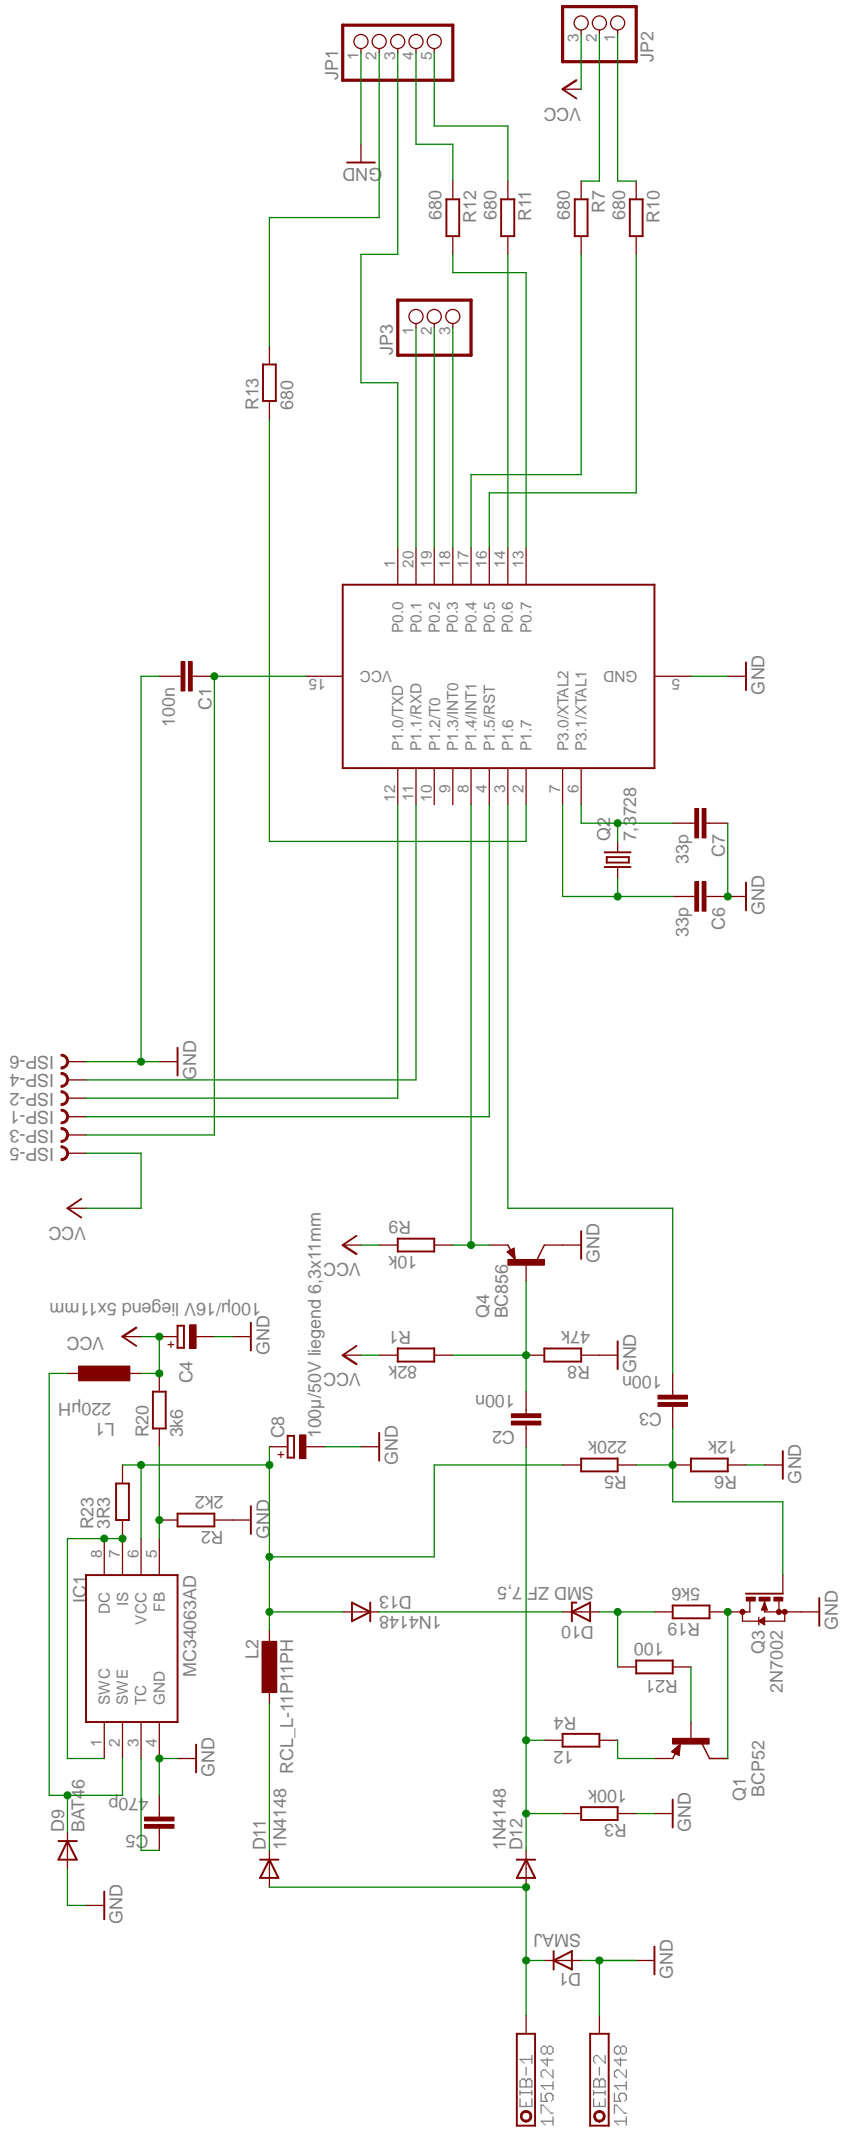 JP1
1
2
3
4
5
JP2
3
2
1
VCC
GND
680
R12
680
R11
680
R7
680
R10
JP3
1
2
3
R13
680
1
20
19
18
17
16
14
13
P0.0
P0.1
P0.2
P0.3
P0.4
P0.5
P0.6
P0.7
100n
C1
15
VCC
GND
5
GND
P1.0/TXD
P1.1/RXD
P1.2/T0
P1.3/INT0
P1.4/INT1
P1.5/RST
P1.6
P1.7
P3.0/XTAL2
P3.1/XTAL1
12
11
10
9
8
4
3
2
7
6
Q2
7,3728
33p
C7
33p
C6
GND
ISP-6
ISP-4
ISP-2
ISP-1
ISP-3
ISP-5
GND
VCC
VCC
R9
10k
Q4
BC856
GND
100µ/16V liegend 5x11mm
VCC
C4
GND
L1
220µH
R20
3k6
100µ/50V liegend 6,3x11mm
C8
GND
VCC
R1
82k
R8
47k
GND
100n
C2
100n
C3
220k
R5
12k
R6
GND
R23
3R3
2k2
R2
GND
IC1
MC34063AD
8
7
6
5
DC
IS
VCC
FB
SWC
SWE
TC
GND
1
2
3
4
GND
D13
1N4148
SMD ZF 7,5
D10
5k6
R19
Q3
2N7002
GND
L2
RCL_L-11P11PH
100
R21
R4
12
Q1
BCP52
D9
BAT46
470p
C5
GND
D11
1N4148
1N4148
D12
100k
R3
GND
SMAJ
D1
GND
EIB-1
1751248
EIB-2
1751248